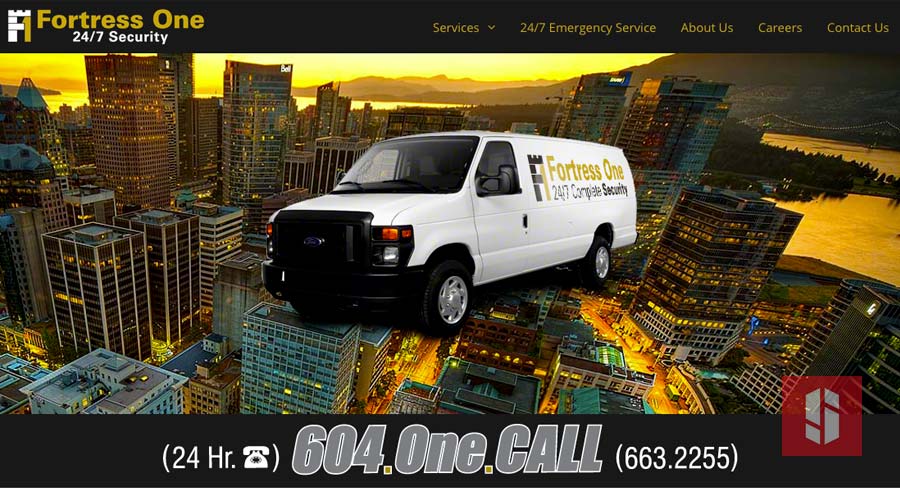 Fortress One
24/7 Security
Services
24/7 Emergency Service
About Us
Careers
Contact Us
Bell
Fortress One
24/7 Complete Security
(24 Hr. ☎) 604.One.CALL (663.2255)